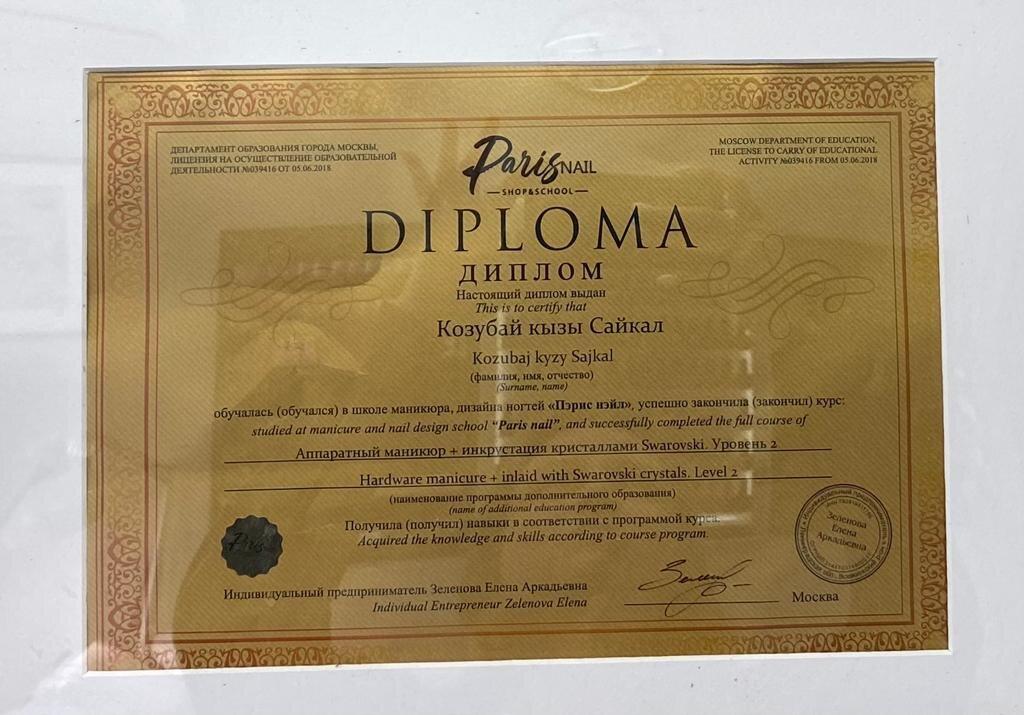 ДЕПАРТАМЕНТ ОБРАЗОВАНИЯ ГОРОДА МОСКВЫ,
ЛИЦЕНЗИЯ НА ОСУЩЕСТВЛЕНИЕ ОБРАЗОВАТЕЛЬНОЙ
ДЕЯТЕЛЬНОСТИ №039416 ОТ 05.06.2018
MOSCOW DEPARTMENT OF EDUCATION,
THE LICENSE TO CARRY OF EDUCATIONAL
ACTIVITY №039416 FROM 05.06.2018
Paris NAIL
SHOP&SCHOOL
DIPLOMA
ДИПЛОМ
Настоящий диплом выдан
This is to certify that
Козубай кызы Сайкал
Kozubaj kyzy Sajkal
(фамилия, имя, отчество)
(Surname, name)
обучалась (обучался) в школе маникюра, дизайна ногтей «Пэрис нэйл», успешно закончила (закончил) курс:
studied at manicure and nail design school "Paris nail", and successfully completed the full course of
Аппаратный маникюр + инкрустация кристаллами Swarovski. Уровень 2
Hardware manicure + inlaid with Swarovski crystals. Level 2
(наименование программы дополнительного образования)
(name of additional education program)
Получила (получил) навыки в соответствии с программой курса.
Acquired the knowledge and skills according to course program.
Paris
Индивидуальный предприниматель Зеленова Елена Аркадьевна
Individual Entrepreneur Zelenova Elena
Москва
Индивидуальный предприниматель
Зеленова
Елена
Аркадьевна